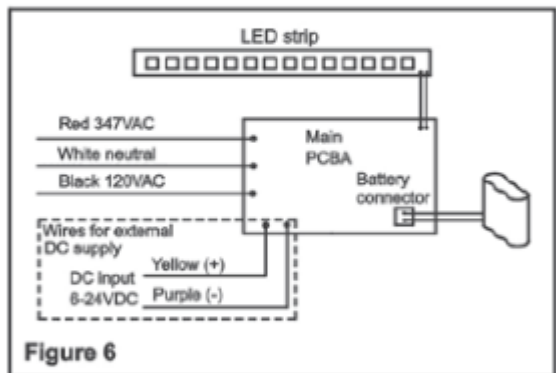 LED strip
Red 347VAC
White neutral
Black 120VAC
Main
PCBA
Battery
connector
Wires for external
DC supply
DC Input
6-24VDC
Yellow (+)
Purple (-)
Figure 6